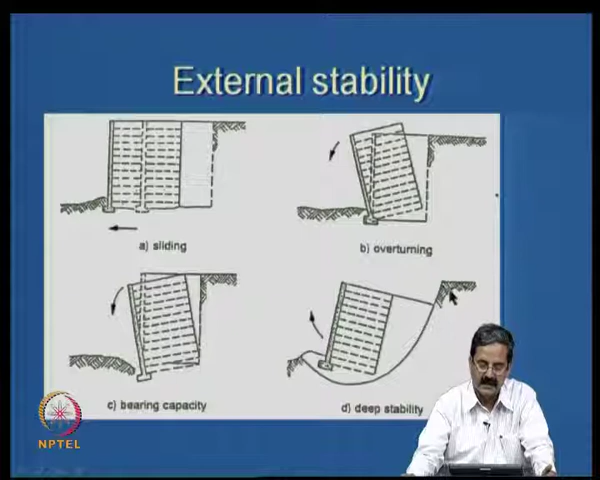 External stability
a) sliding
b) overturning
c) bearing capacity
d) deep stability
NPTEL